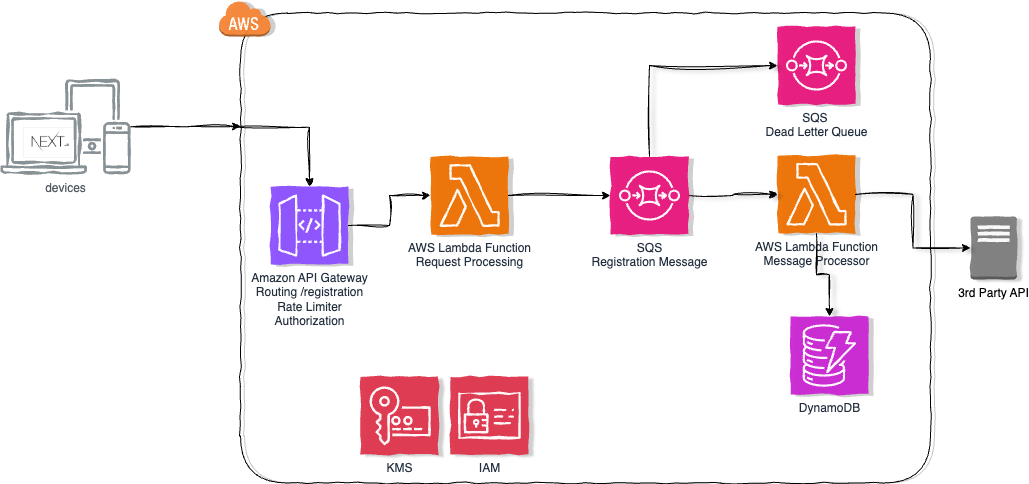 AWS
SQS
Dead Letter Queue
NEXT.js
devices
</>
AWS Lambda Function
Request Processing
SQS
Registration Message
AWS Lambda Function
Message Processor
Amazon API Gateway
Routing /registration
Rate Limiter
Authorization
3rd Party API
DynamoDB
KMS
IAM